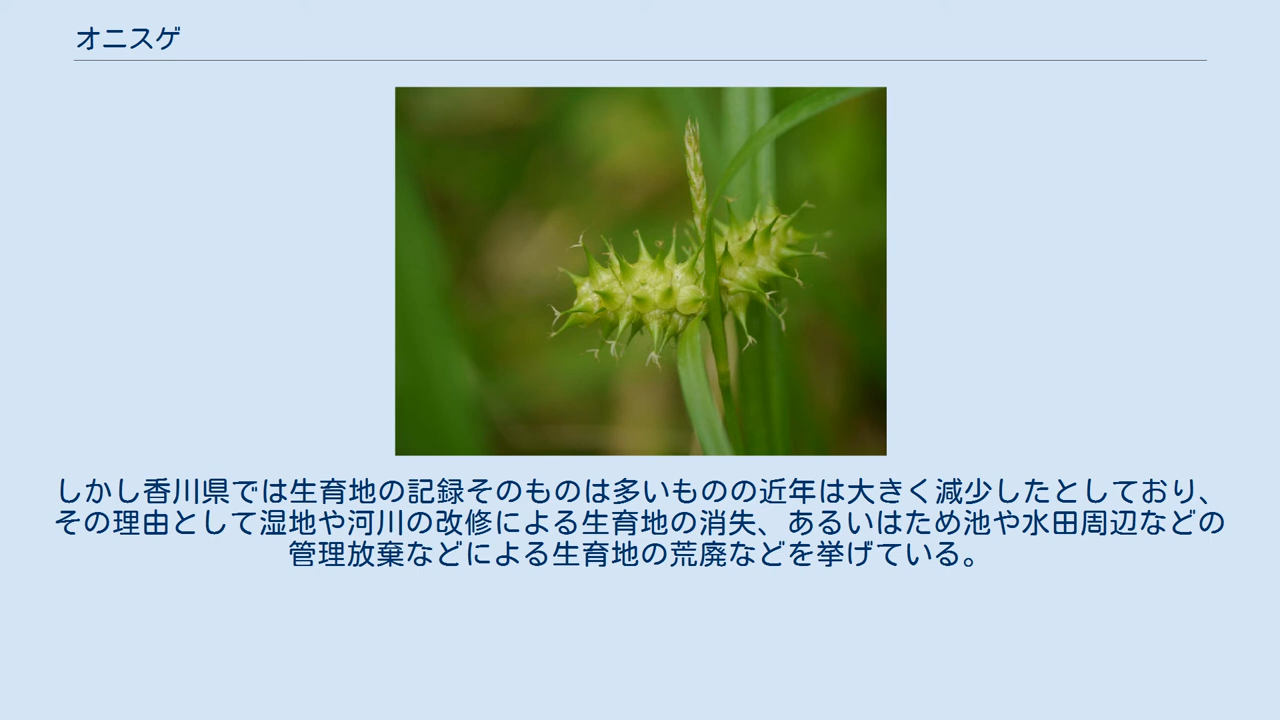 オニスゲ
しかし香川県では生育地の記録そのものは多いものの近年は大きく減少したとしており、
その理由として湿地や河川の改修による生育地の消失、あるいはため池や水田周辺などの
管理放棄などによる生育地の荒廃などを挙げている。